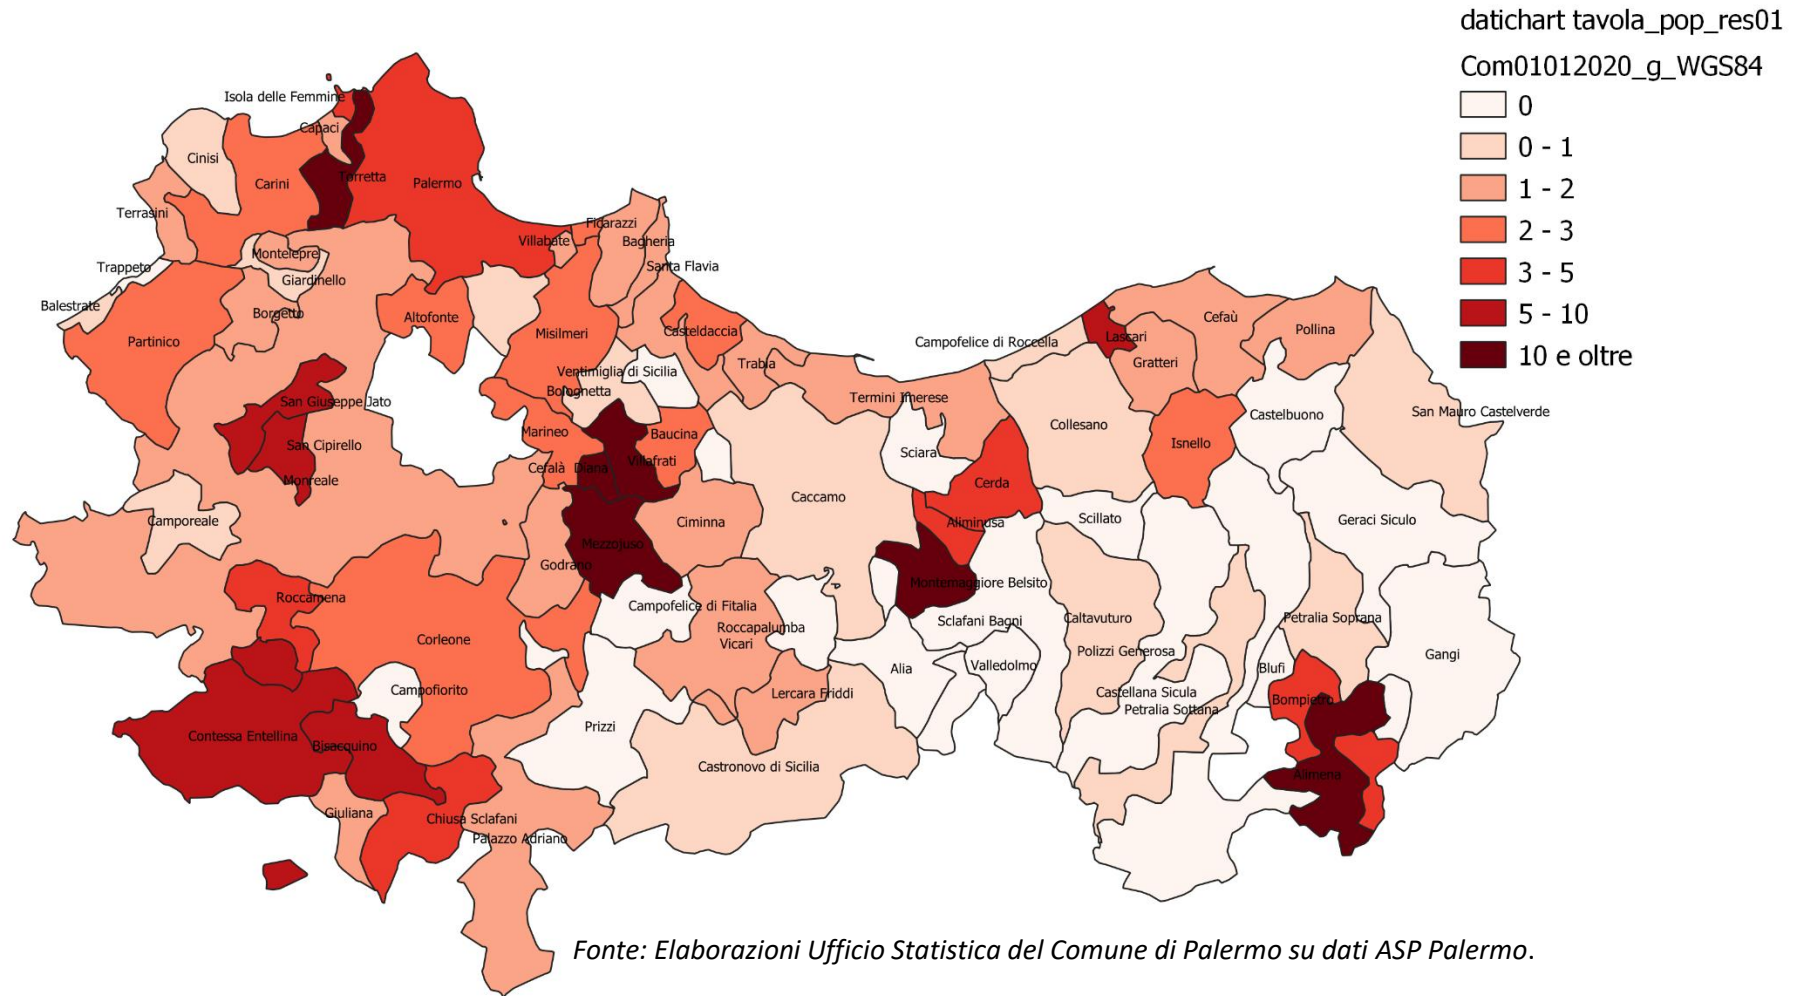 datichart tavola_pop_res01
Com01012020_g_WGS84
0
0 - 1
1 - 2
2 - 3
3 - 5
5 - 10
10 e oltre
Isola delle Femmine
Capaci
Cinisi
Carini
Torretta
Palermo
Terrasini
Ficarazzi
Villabate
Bagheria
Montelepre
Santa Flavia
Trappeto
Giardinello
Balestrate
Borgetto
Altofonte
Casteldaccia
Cefaù
Pollina
Partinico
Misilmeri
Campofelice di Roccella
Lascari
Gratteri
Trabia
Ventimiglia di Sicilia
Bolognetta
Termini Imerese
San Giuseppe Jato
Castelbuono
San Mauro Castelverde
Collesano
Marineo
Baucina
San Cipirello
Isnello
Sciara
Villafrati
Cefalà Diana
Monreale
Cerda
Caccamo
Camporeale
Ciminna
Aliminusa
Scillato
Geraci Siculo
Mezzojuso
Godrano
Montemaggiore Belsito
Roccamena
Campofelice di Fitalia
Caltavuturo
Petralia Soprana
Roccapalumba
Sclafani Bagni
Corleone
Vicari
Polizzi Generosa
Gangi
Alia
Valledolmo
Blufi
Campofiorito
Lercara Friddi
Castellana Sicula
Bompietro
Petralia Sottana
Prizzi
Contessa Entellina
Bisacquino
Castronovo di Sicilia
Alimena
Giuliana
Chiusa Sclafani
Palazzo Adriano
Fonte: Elaborazioni Ufficio Statistica del Comune di Palermo su dati ASP Palermo.